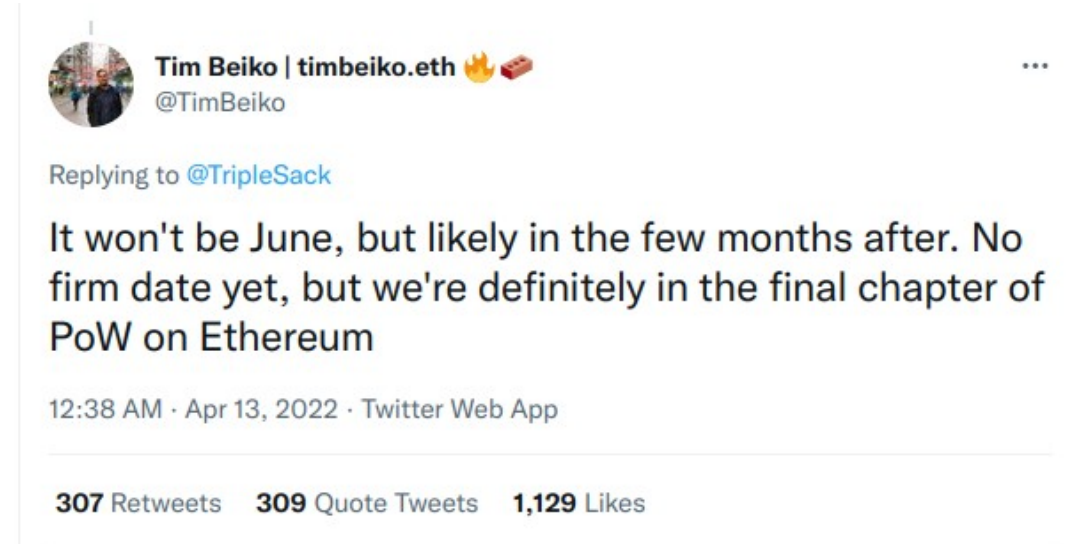 Tim Beiko | timbeiko.eth 🔥🧱
@TimBeiko
Replying to @TripleSack
It won't be June, but likely in the few months after. No
firm date yet, but we're definitely in the final chapter of
PoW on Ethereum
12:38 AM · Apr 13, 2022 · Twitter Web App
307 Retweets 309 Quote Tweets 1,129 Likes